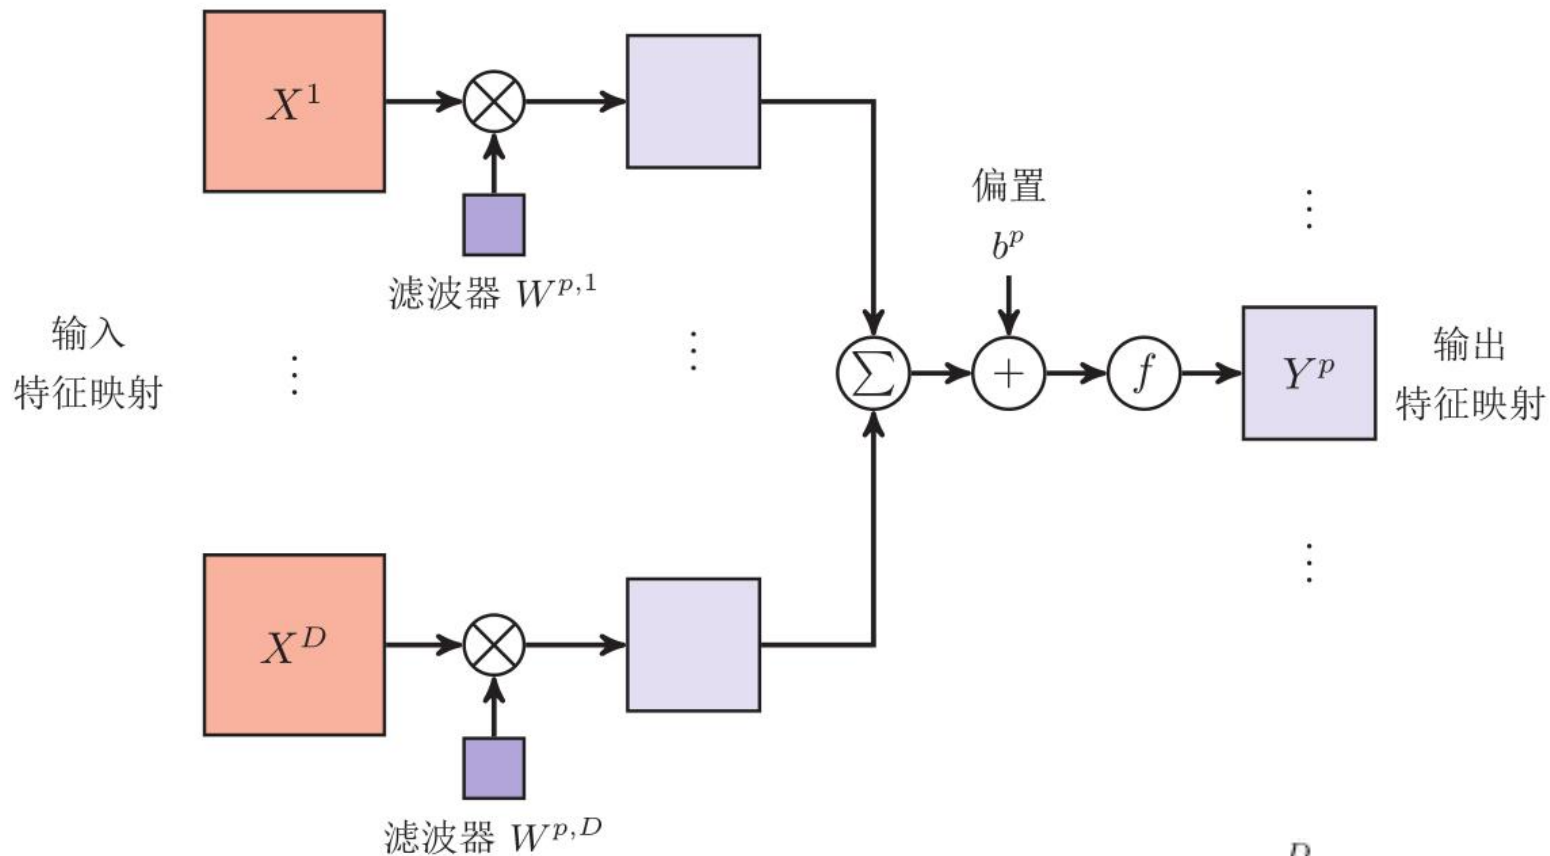 X^1
滤波器 W^{p,1}
偏置
b^p
输入
特征映射
∑
+
f
Y^p
输出
特征映射
X^D
滤波器 W^{p,D}
D